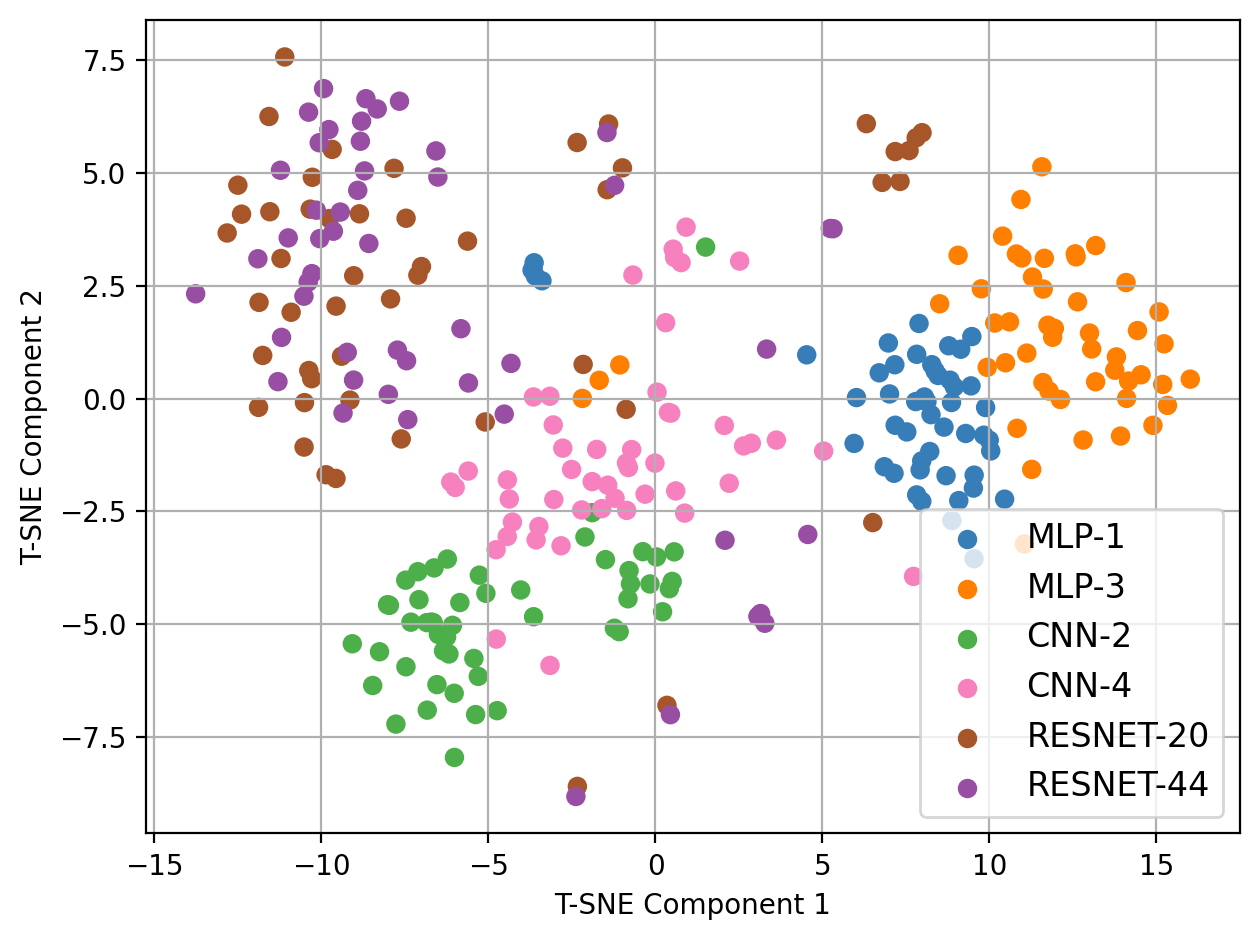 7.5
5.0
2.5
0.0
−2.5
−5.0
−7.5
T-SNE Component 2
MLP-1
MLP-3
CNN-2
CNN-4
RESNET-20
RESNET-44
−15 −10 −5 0 5 10 15
T-SNE Component 1